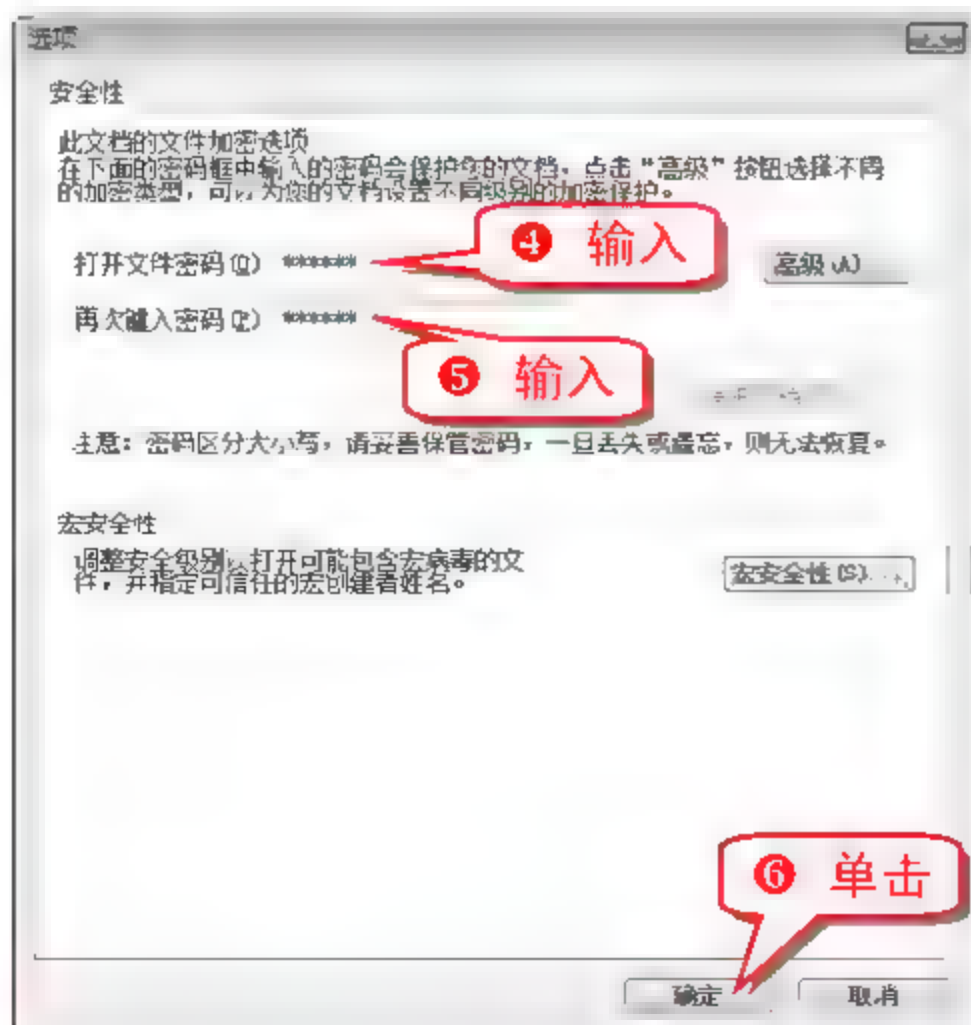 选项
安全性
此文档的文件加密选项
在下面的密码框中输入的密码会保护您的文档，点击“高级”按钮选择不同
的加密类型，可以为您的文档设置不同级别的加密保护。
❹ 输入
打开文件密码(O) ****** 高级(A)
再次键入密码(P) ******
❺ 输入
注意：密码区分大小写，请妥善保管密码，一旦丢失或遗忘，则无法恢复。
宏安全性
调整安全级别以打开可能包含宏病毒的文
件，并指定可信任的宏创建者姓名。 宏安全性(S)...
❻ 单击
确定 取消